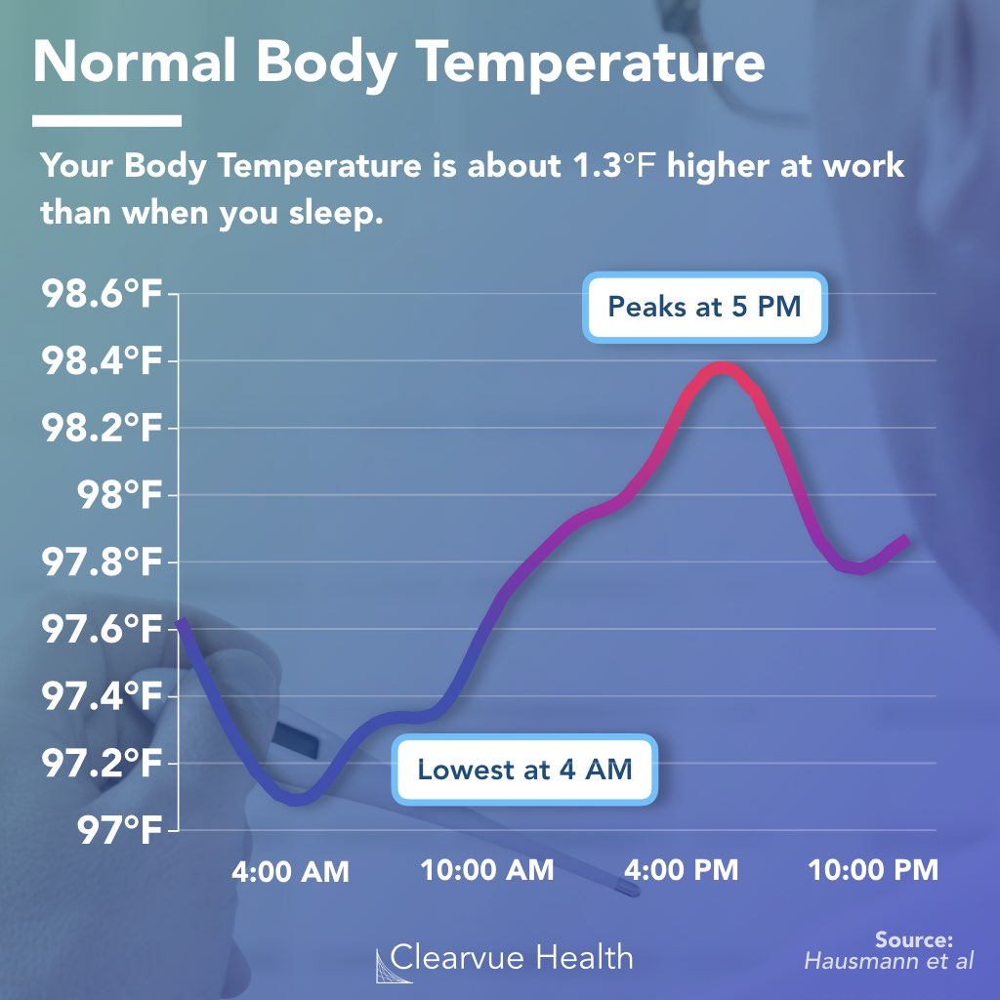 Normal Body Temperature
Your Body Temperature is about 1.3°F higher at work
than when you sleep.
98.6°F
98.4°F
98.2°F
98°F
97.8°F
97.6°F
97.4°F
97.2°F
97°F
Peaks at 5 PM
Lowest at 4 AM
4:00 AM
10:00 AM
4:00 PM
10:00 PM
Clearvue Health
Source:
Hausmann et al